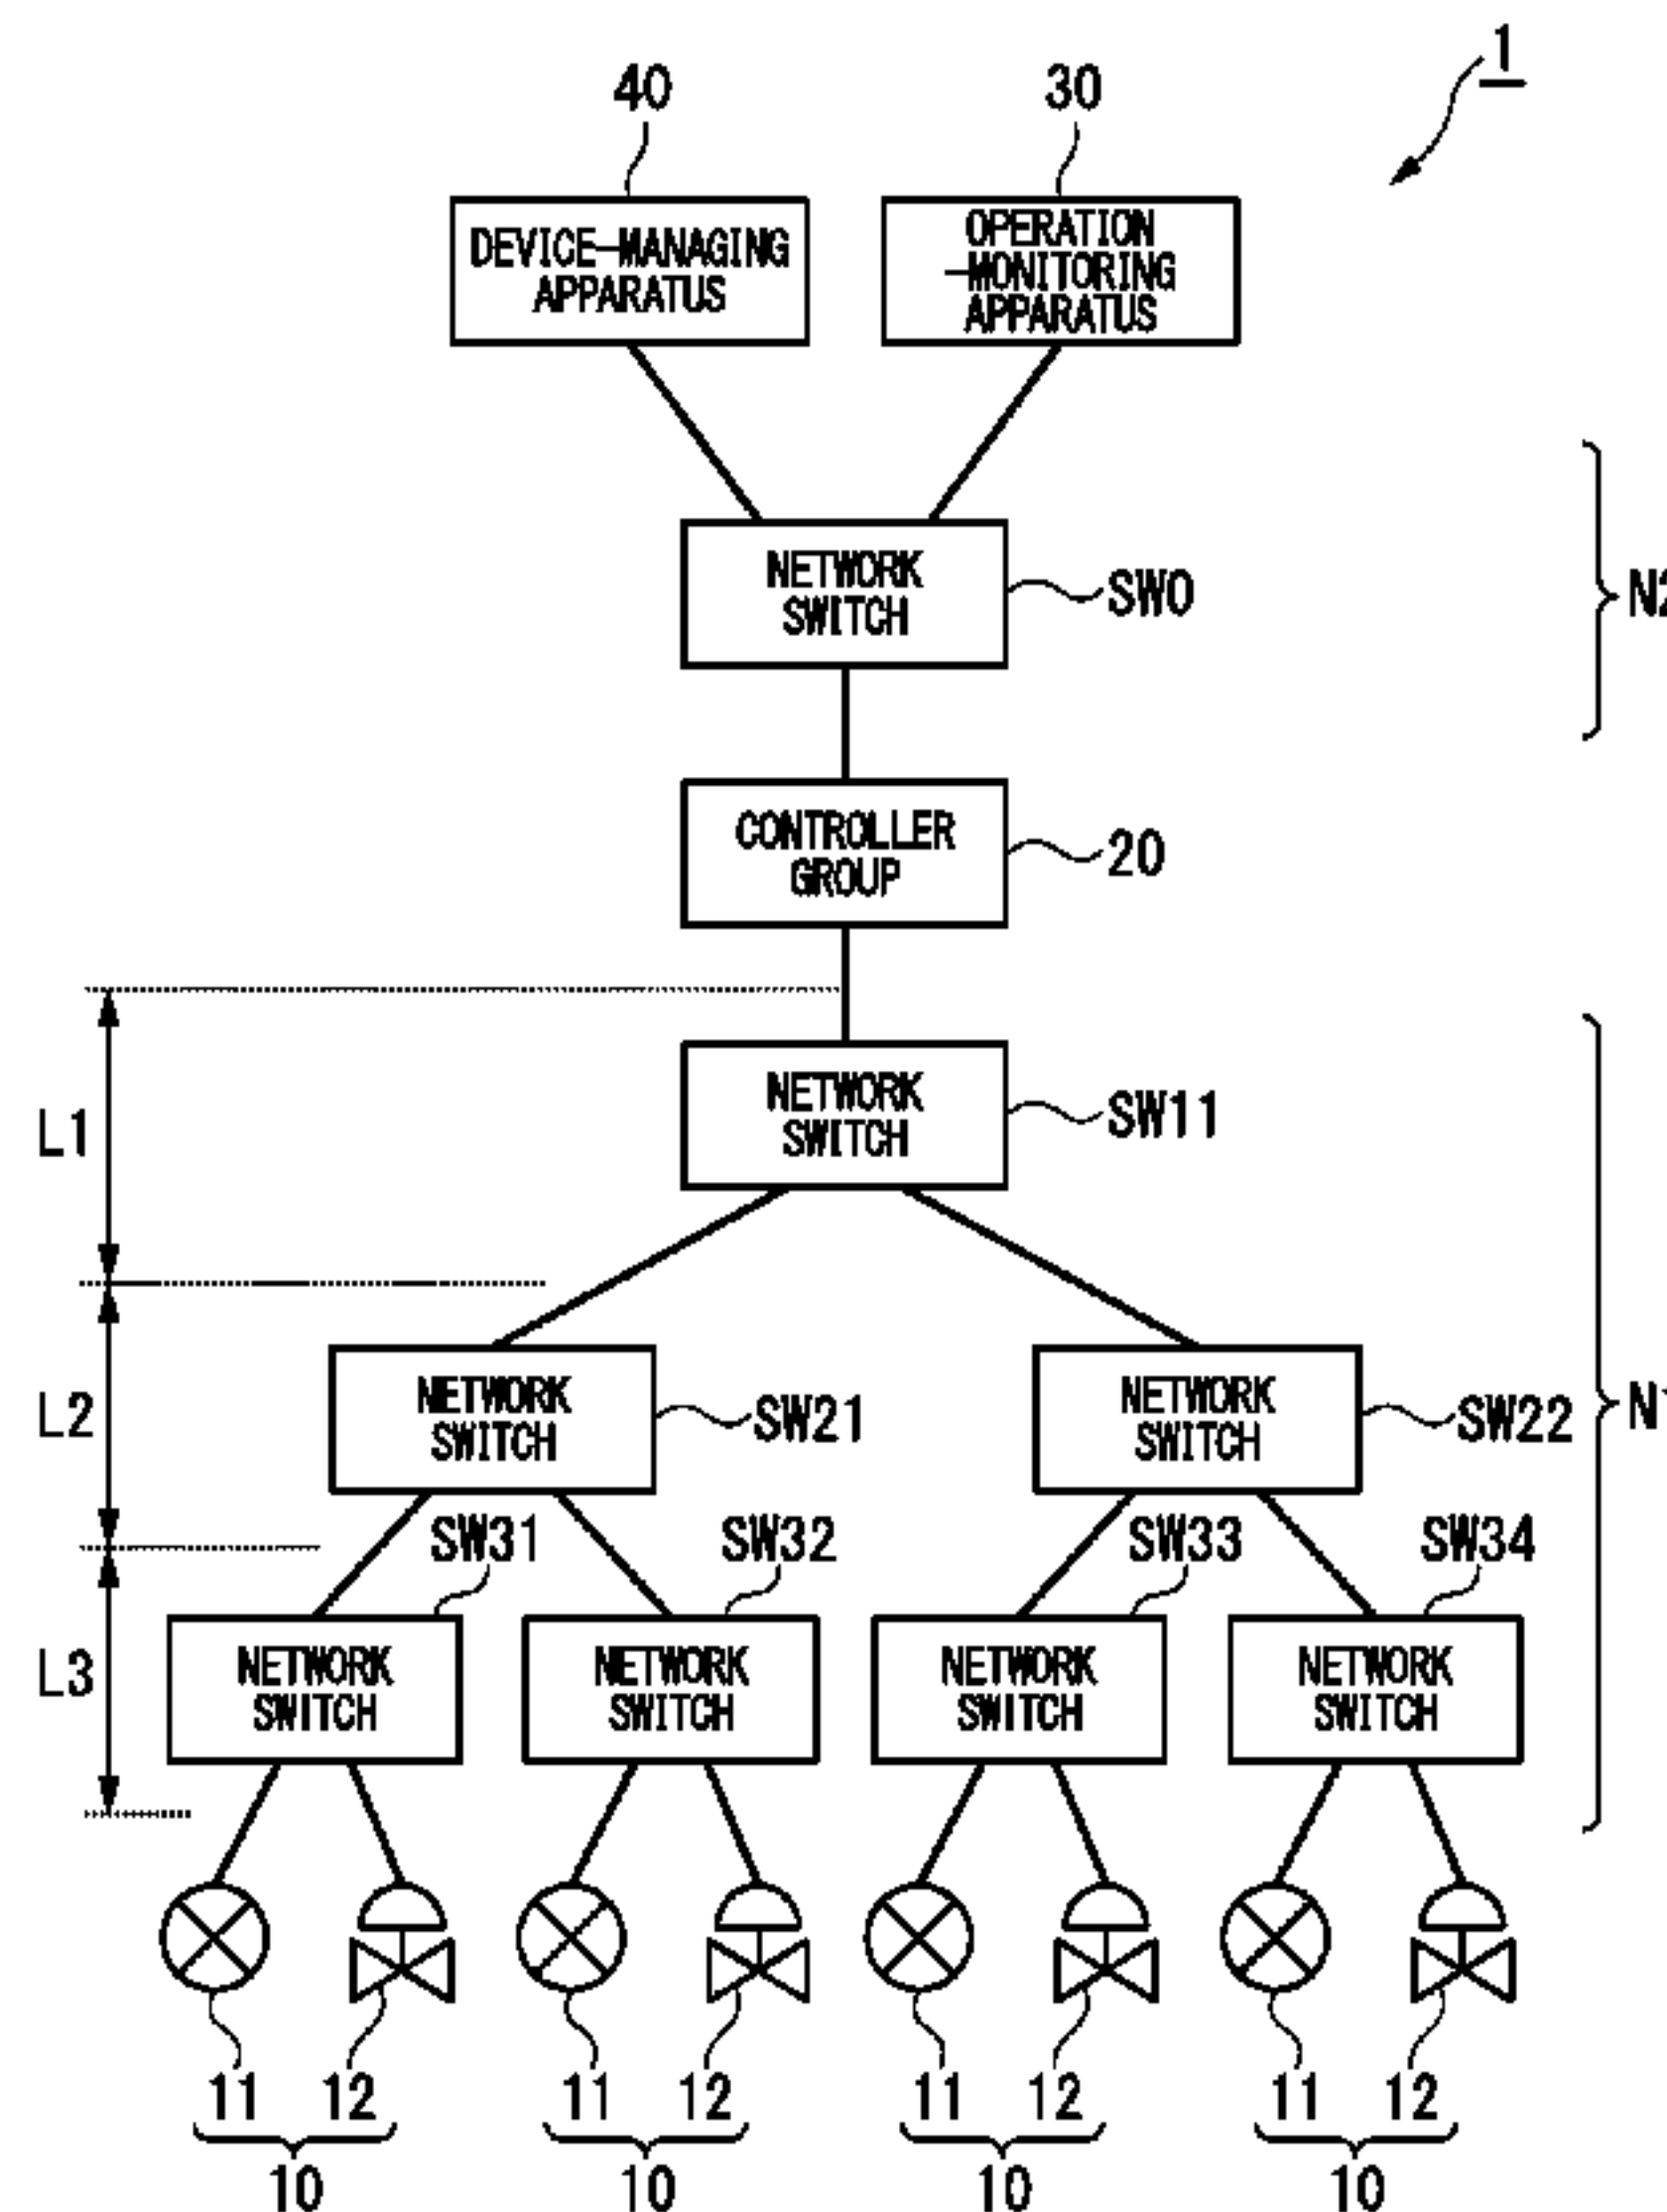 1
40
30
DEVICE-MANAGING
APPARATUS
OPERATION
-MONITORING
APPARATUS
NETWORK
SWITCH
SW0
N2
CONTROLLER
GROUP
20
L1
NETWORK
SWITCH
SW11
L2
NETWORK
SWITCH
SW21
NETWORK
SWITCH
SW22
N1
SW31
SW32
SW33
SW34
L3
NETWORK
SWITCH
NETWORK
SWITCH
NETWORK
SWITCH
NETWORK
SWITCH
11
12
11
12
11
12
11
12
10
10
10
10